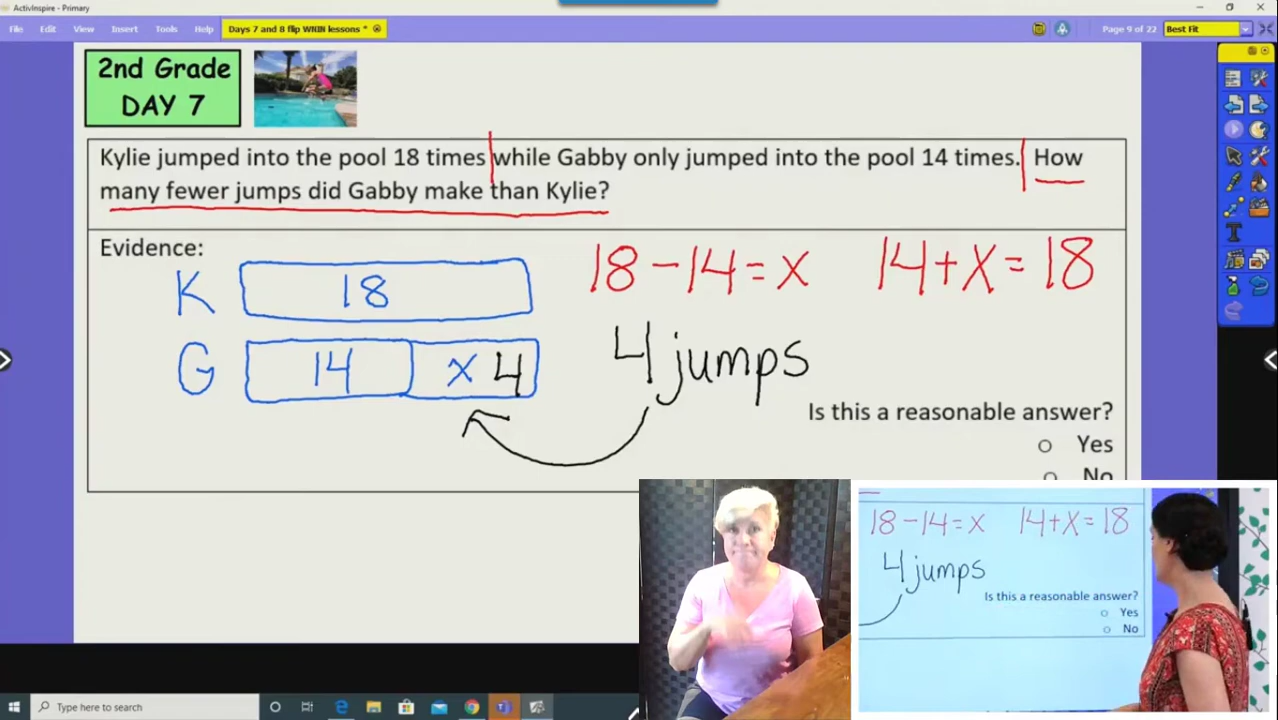 ActivInspire - Primary
File Edit View Insert Tools Help Days 7 and 8 flip WNIN lessons * Page 9 of 22 Best Fit
2nd Grade
DAY 7
Kylie jumped into the pool 18 times while Gabby only jumped into the pool 14 times. How
many fewer jumps did Gabby make than Kylie?
Evidence:
18-14=x 14+x=18
K 18
G 14 x 4
4 jumps
Is this a reasonable answer?
Yes
No
18-14=x 14+x=18
4 jumps
Is this a reasonable answer?
Yes
No
Type here to search